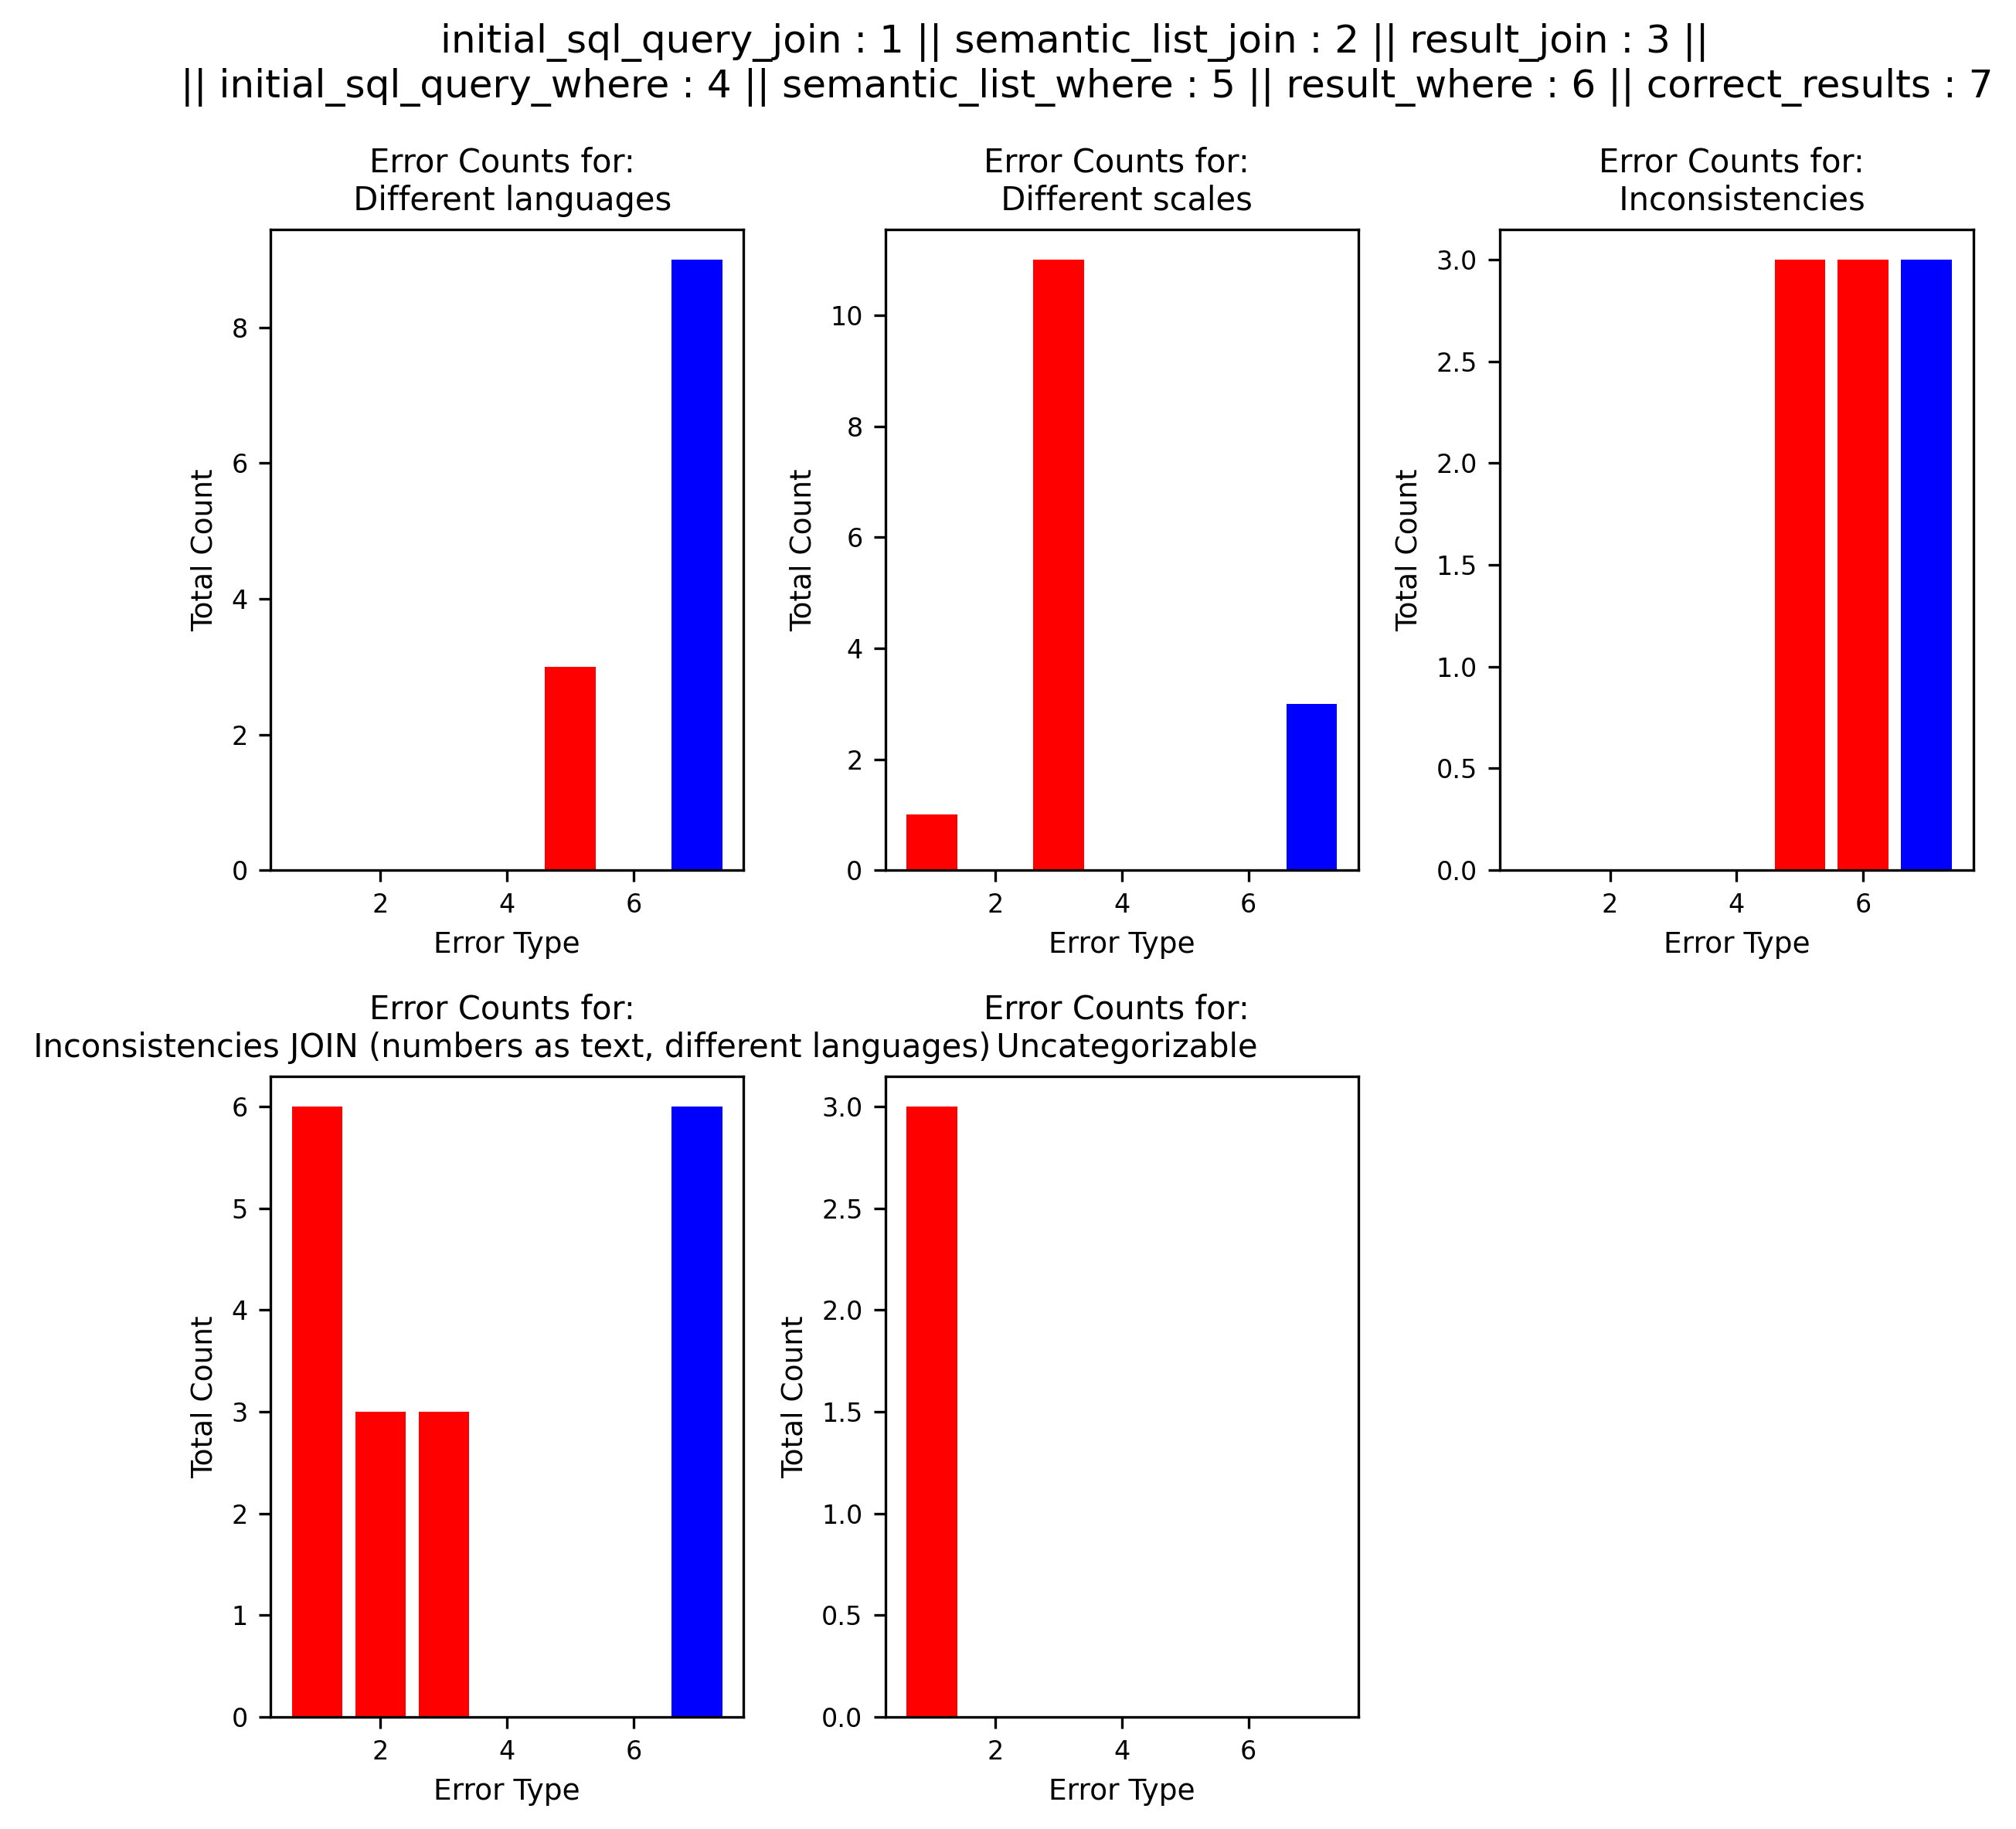 initial_sql_query_join : 1 || semantic_list_join : 2 || result_join : 3 ||
|| initial_sql_query_where : 4 || semantic_list_where : 5 || result_where : 6 || correct_results : 7
Error Counts for:
Different languages
8
6
4
2
0
Total Count
2 4 6
Error Type
Error Counts for:
Different scales
10
8
6
4
2
0
Total Count
2 4 6
Error Type
Error Counts for:
Inconsistencies
3.0
2.5
2.0
1.5
1.0
0.5
0.0
Total Count
2 4 6
Error Type
Error Counts for:
Inconsistencies JOIN (numbers as text, different languages)
6
5
4
3
2
1
0
Total Count
2 4 6
Error Type
Error Counts for:
Uncategorizable
3.0
2.5
2.0
1.5
1.0
0.5
0.0
Total Count
2 4 6
Error Type